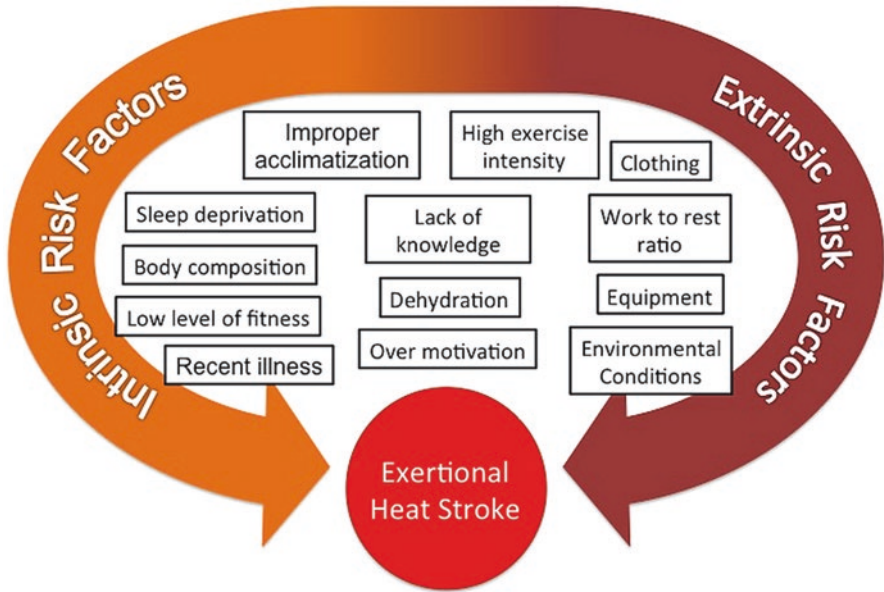 Intrinsic Risk Factors
Extrinsic Risk Factors
Improper
acclimatization
High exercise
intensity
Clothing
Sleep deprivation
Lack of
knowledge
Work to rest
ratio
Body composition
Dehydration
Equipment
Low level of fitness
Over motivation
Environmental
Conditions
Recent illness
Exertional
Heat Stroke